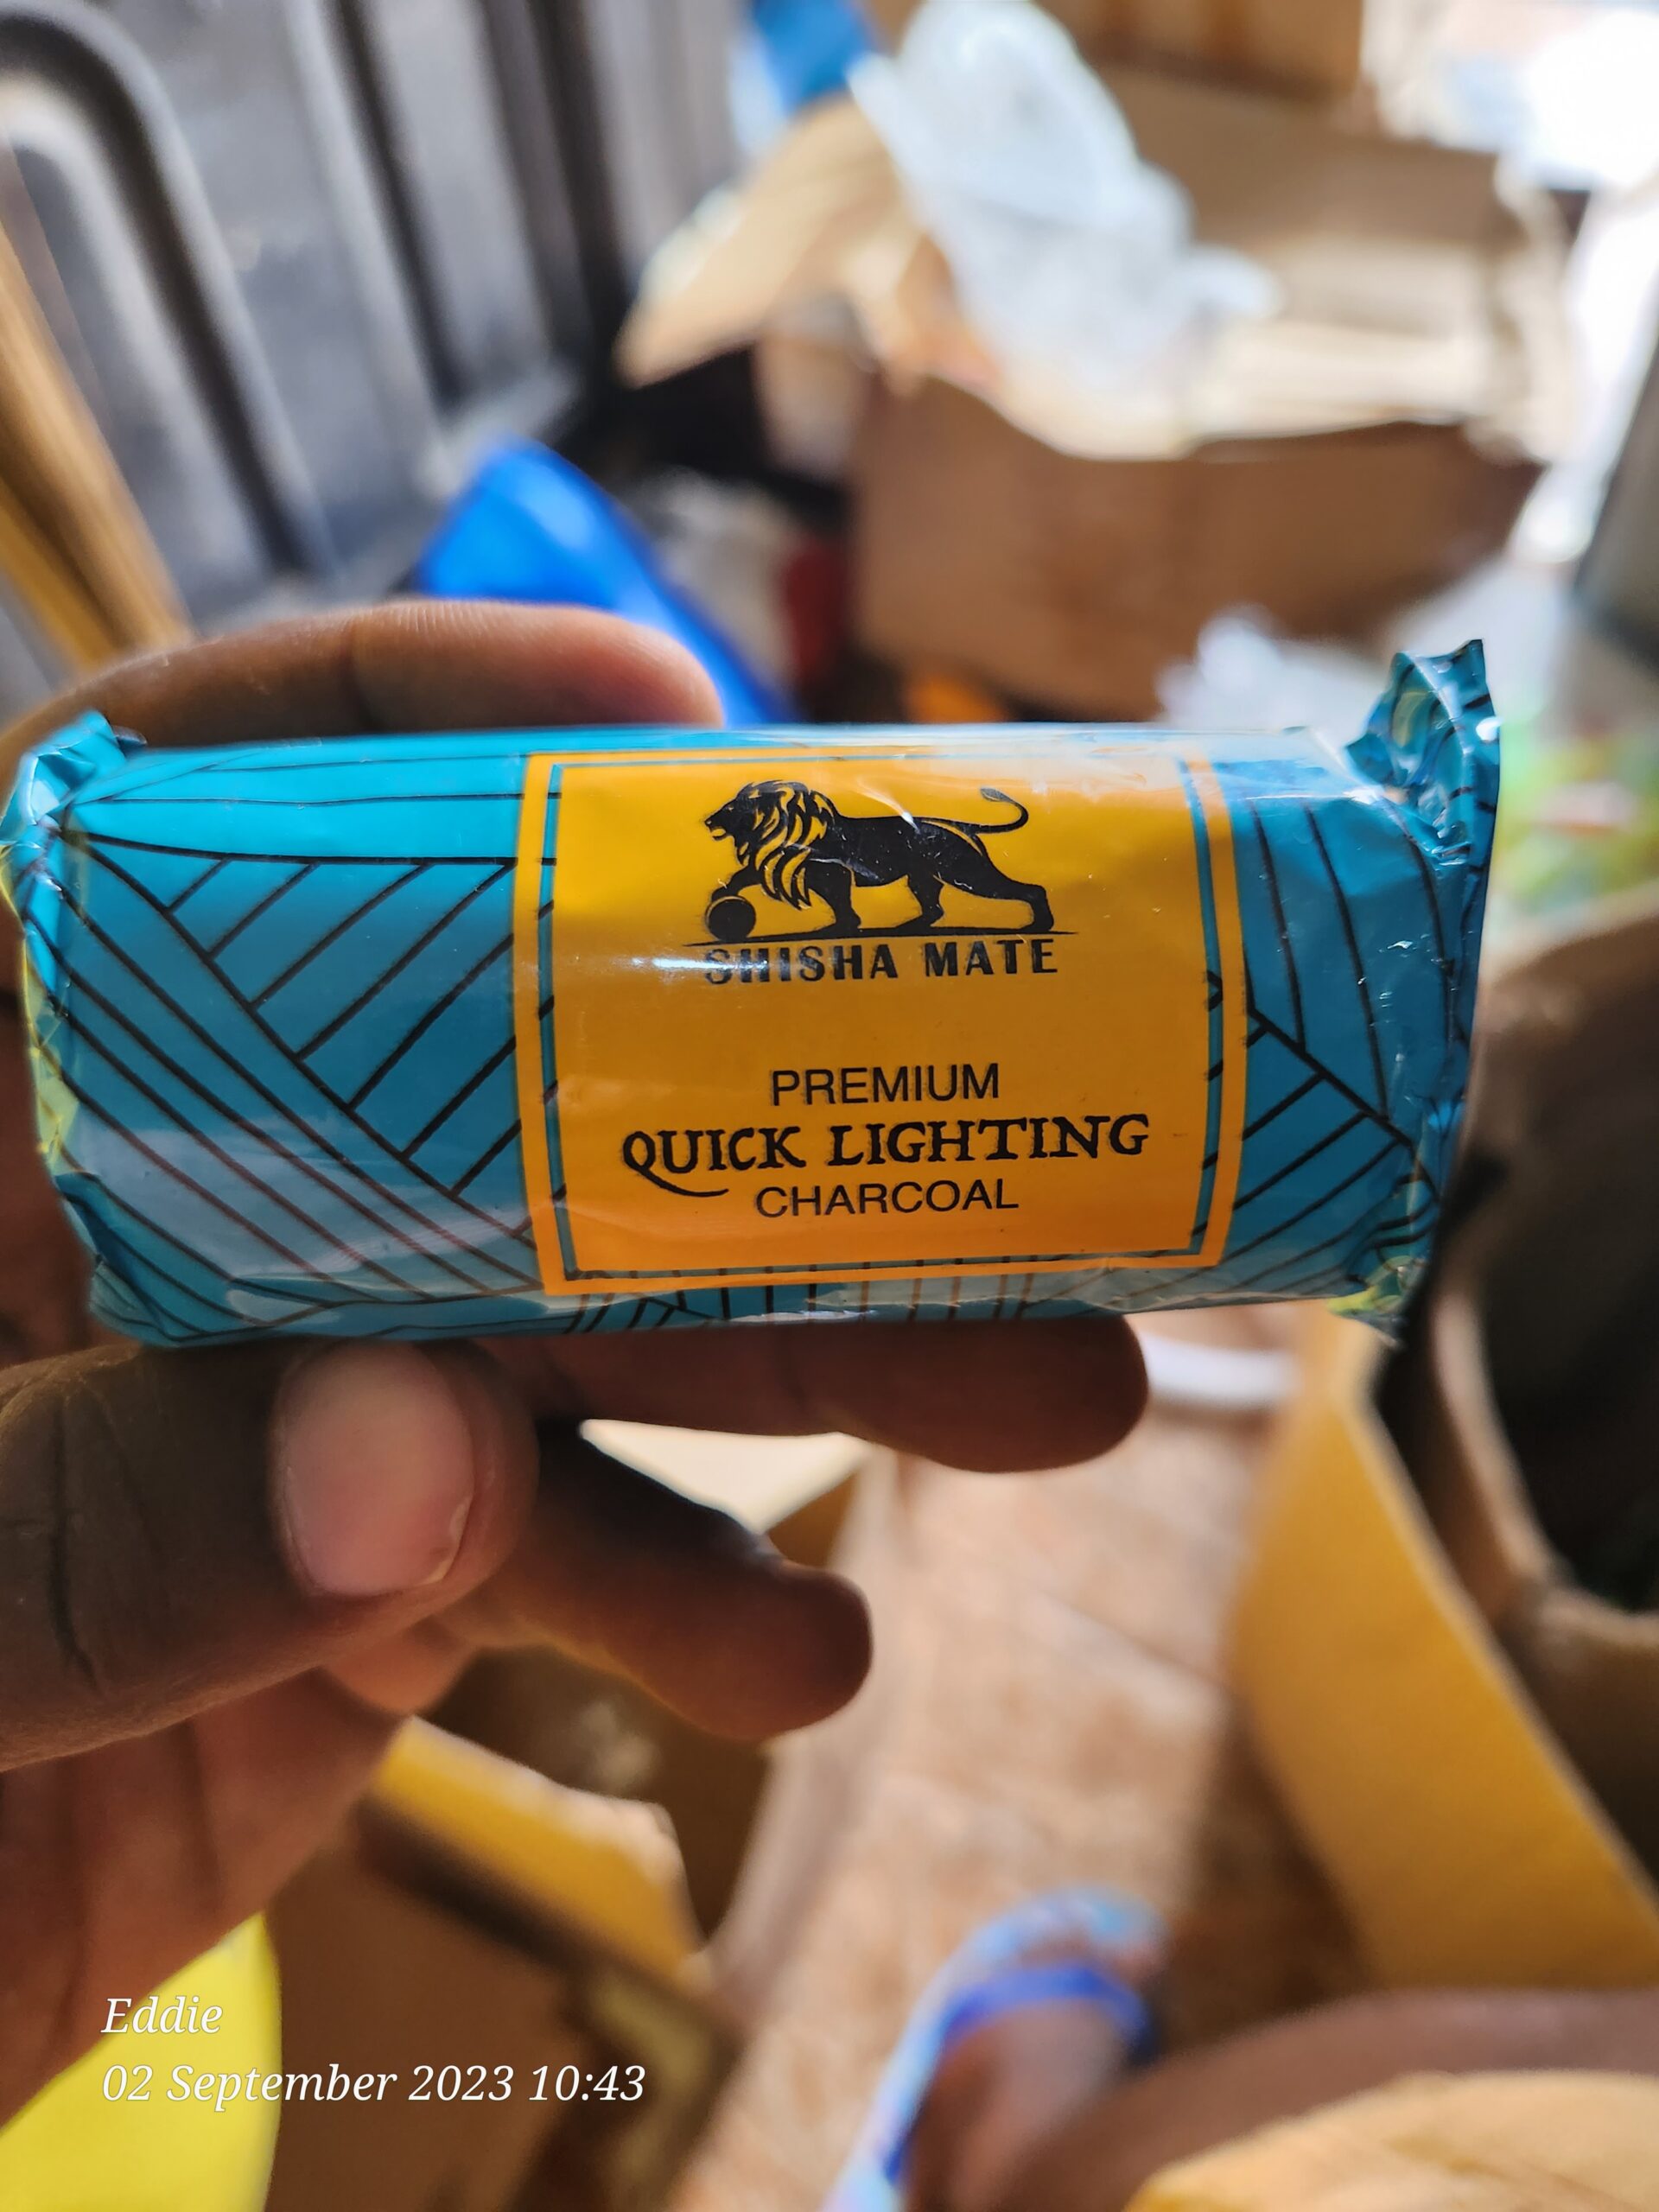 SHISHA MATE
PREMIUM
QUICK LIGHTING
CHARCOAL
Eddie
02 September 2023 10:43